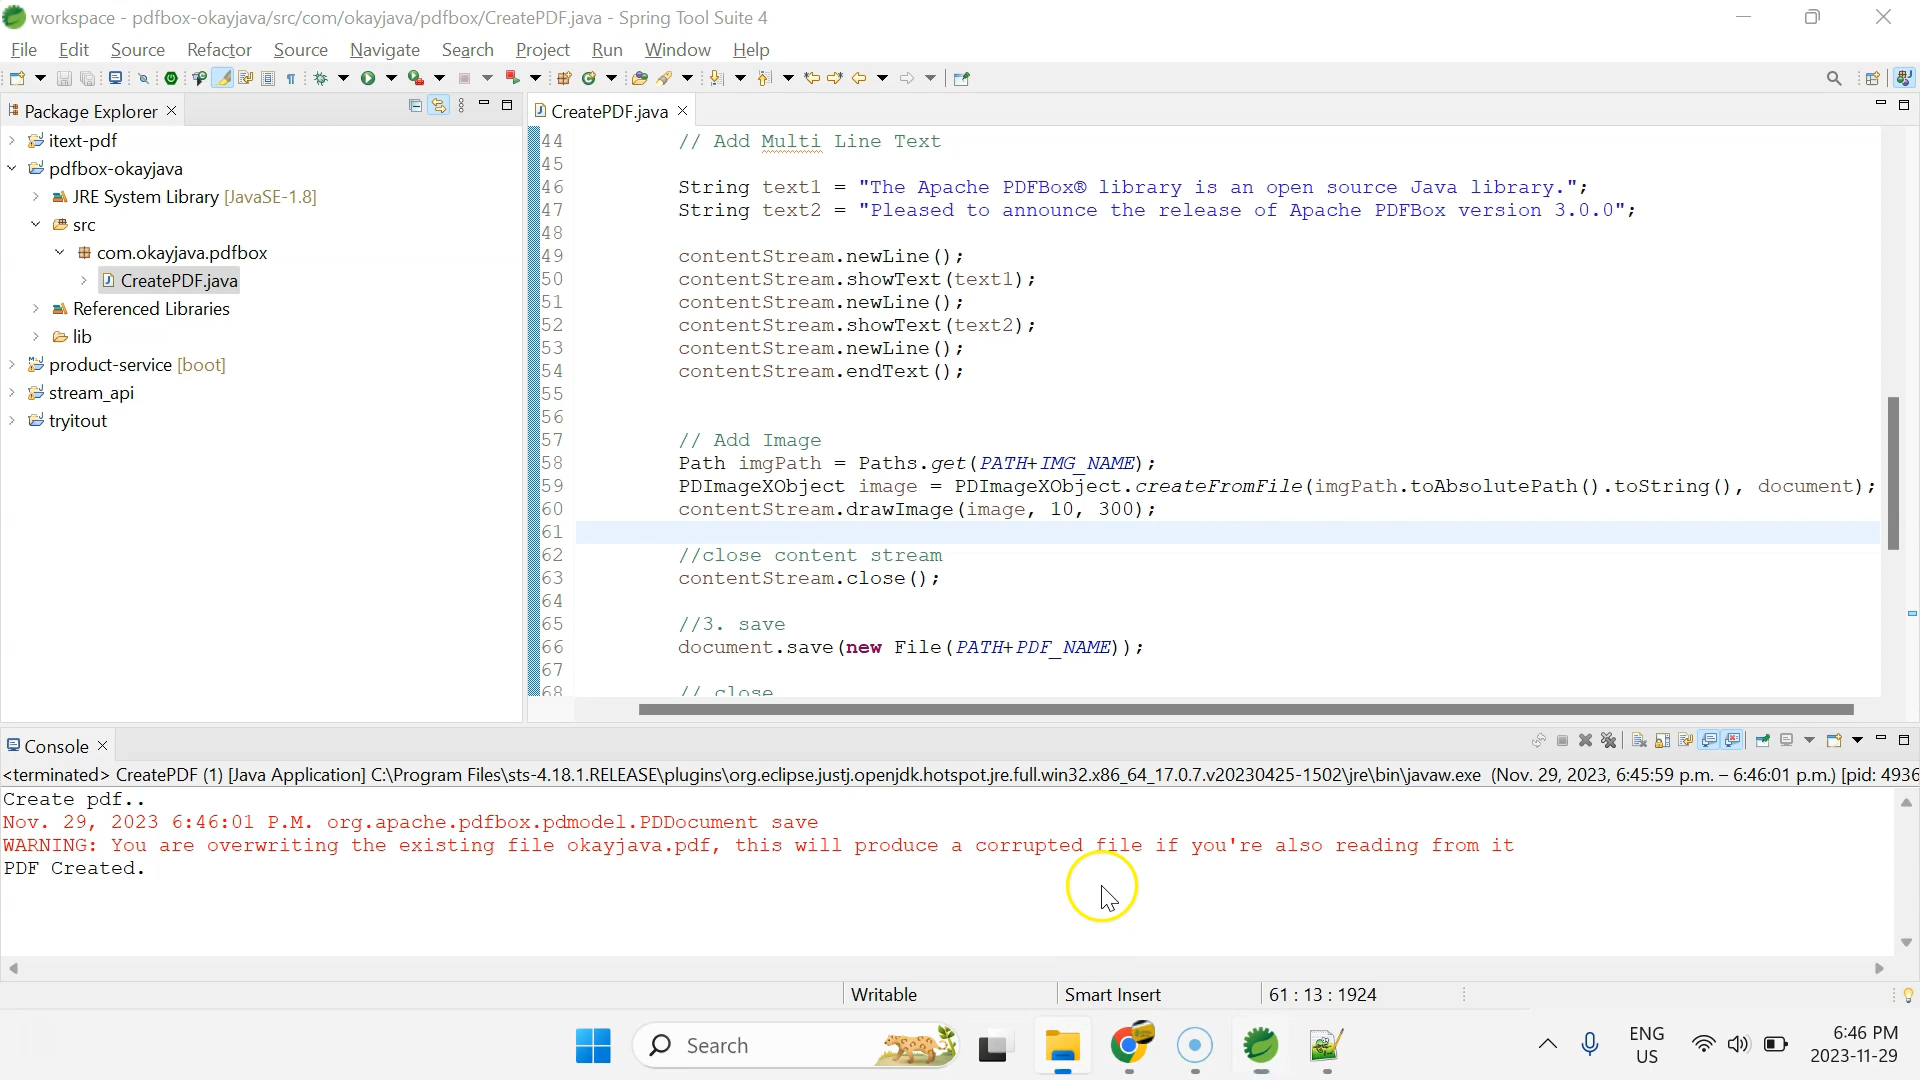 workspace - pdfbox-okayjava/src/com/okayjava/pdfbox/CreatePDF.java - Spring Tool Suite 4
File Edit Source Refactor Source Navigate Search Project Run Window Help
Package Explorer
CreatePDF.java
itext-pdf
pdfbox-okayjava
JRE System Library [JavaSE-1.8]
src
com.okayjava.pdfbox
CreatePDF.java
Referenced Libraries
lib
product-service [boot]
stream_api
tryitout
44 // Add Multi Line Text
45
46 String text1 = "The Apache PDFBox® library is an open source Java library.";
47 String text2 = "Pleased to announce the release of Apache PDFBox version 3.0.0";
48
49 contentStream.newLine();
50 contentStream.showText(text1);
51 contentStream.newLine();
52 contentStream.showText(text2);
53 contentStream.newLine();
54 contentStream.endText();
55
56
57 // Add Image
58 Path imgPath = Paths.get(PATH+IMG_NAME);
59 PDImageXObject image = PDImageXObject.createFromFile(imgPath.toAbsolutePath().toString(), document);
60 contentStream.drawImage(image, 10, 300);
61
62 //close content stream
63 contentStream.close();
64
65 //3. save
66 document.save(new File(PATH+PDF_NAME));
67
68 // close
Console
<terminated> CreatePDF (1) [Java Application] C:\Program Files\sts-4.18.1.RELEASE\plugins\org.eclipse.justj.openjdk.hotspot.jre.full.win32.x86_64_17.0.7.v20230425-1502\jre\bin\javaw.exe (Nov. 29, 2023, 6:45:59 p.m. – 6:46:01 p.m.) [pid: 4936
Create pdf..
Nov. 29, 2023 6:46:01 P.M. org.apache.pdfbox.pdmodel.PDDocument save
WARNING: You are overwriting the existing file okayjava.pdf, this will produce a corrupted file if you're also reading from it
PDF Created.
Writable Smart Insert 61 : 13 : 1924
Search
ENG
US
6:46 PM
2023-11-29